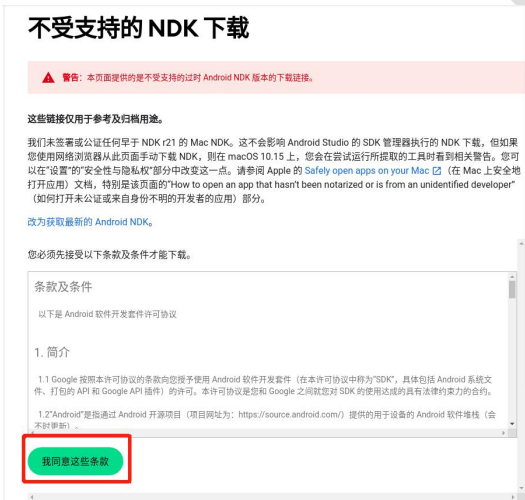 不受支持的 NDK 下载
警告：本页面提供的是不受支持的过时 Android NDK 版本的下载链接。
这些链接仅用于参考及归档用途。
我们未签署或公证任何早于 NDK r21 的 Mac NDK。这不会影响 Android Studio 的 SDK 管理器执行的 NDK 下载，但如果
您使用网络浏览器从此页面手动下载 NDK，则在 macOS 10.15 上，您会在尝试运行所提取的工具时看到相关警告。您可
以在“设置”的“安全性与隐私权”部分中改变这一点。请参阅 Apple 的 Safely open apps on your Mac（在 Mac 上安全地
打开应用）文档，特别是该页面的“How to open an app that hasn't been notarized or is from an unidentified developer”
（如何打开未公证或来自身份不明的开发者的应用）部分。
改为获取最新的 Android NDK。
您必须先接受以下条款及条件才能下载。
条款及条件
以下是 Android 软件开发套件许可协议
1. 简介
1.1 Google 按照本许可协议的条款向您授予使用 Android 软件开发套件（在本许可协议中称为“SDK”，具体包括 Android 系统文
件、打包的 API 和 Google API 插件）的许可。本许可协议是您和 Google 之间就您对 SDK 的使用达成的具有法律约束力的合约。
1.2“Android”是指通过 Android 开源项目（项目网址为：https://source.android.com/）提供的用于设备的 Android 软件堆栈（会
不时更新）。
我同意这些条款